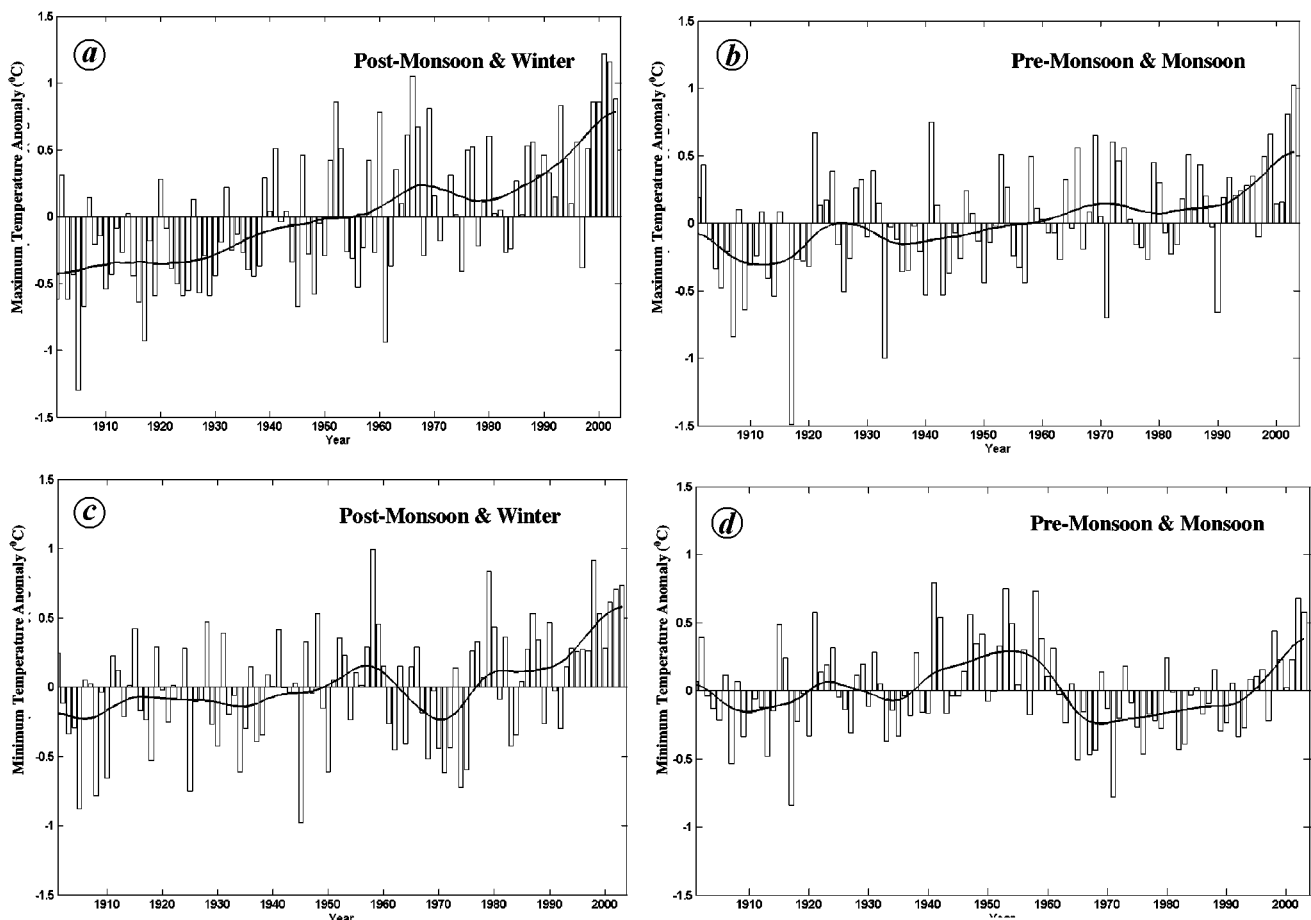 a
Post-Monsoon & Winter
Maximum Temperature Anomaly (°C)
1
0.5
0
-0.5
-1
-1.5
1910 1920 1930 1940 1950 1960 1970 1980 1990 2000
Year
b
Pre-Monsoon & Monsoon
Maximum Temperature Anomaly (°C)
1.5
1
0.5
0
-0.5
-1
-1.5
1910 1920 1930 1940 1950 1960 1970 1980 1990 2000
Year
c
Post-Monsoon & Winter
Minimum Temperature Anomaly (°C)
1.5
1
0.5
0
-0.5
-1
-1.5
1910 1920 1930 1940 1950 1960 1970 1980 1990 2000
Year
d
Pre-Monsoon & Monsoon
Minimum Temperature Anomaly (°C)
1.5
1
0.5
0
-0.5
-1
-1.5
1910 1920 1930 1940 1950 1960 1970 1980 1990 2000